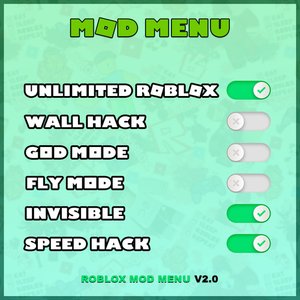 MOD MENU
UNLIMITED ROBLOX
WALL HACK
GOD MODE
FLY MODE
INVISIBLE
SPEED HACK
ROBLOX MOD MENU V2.0